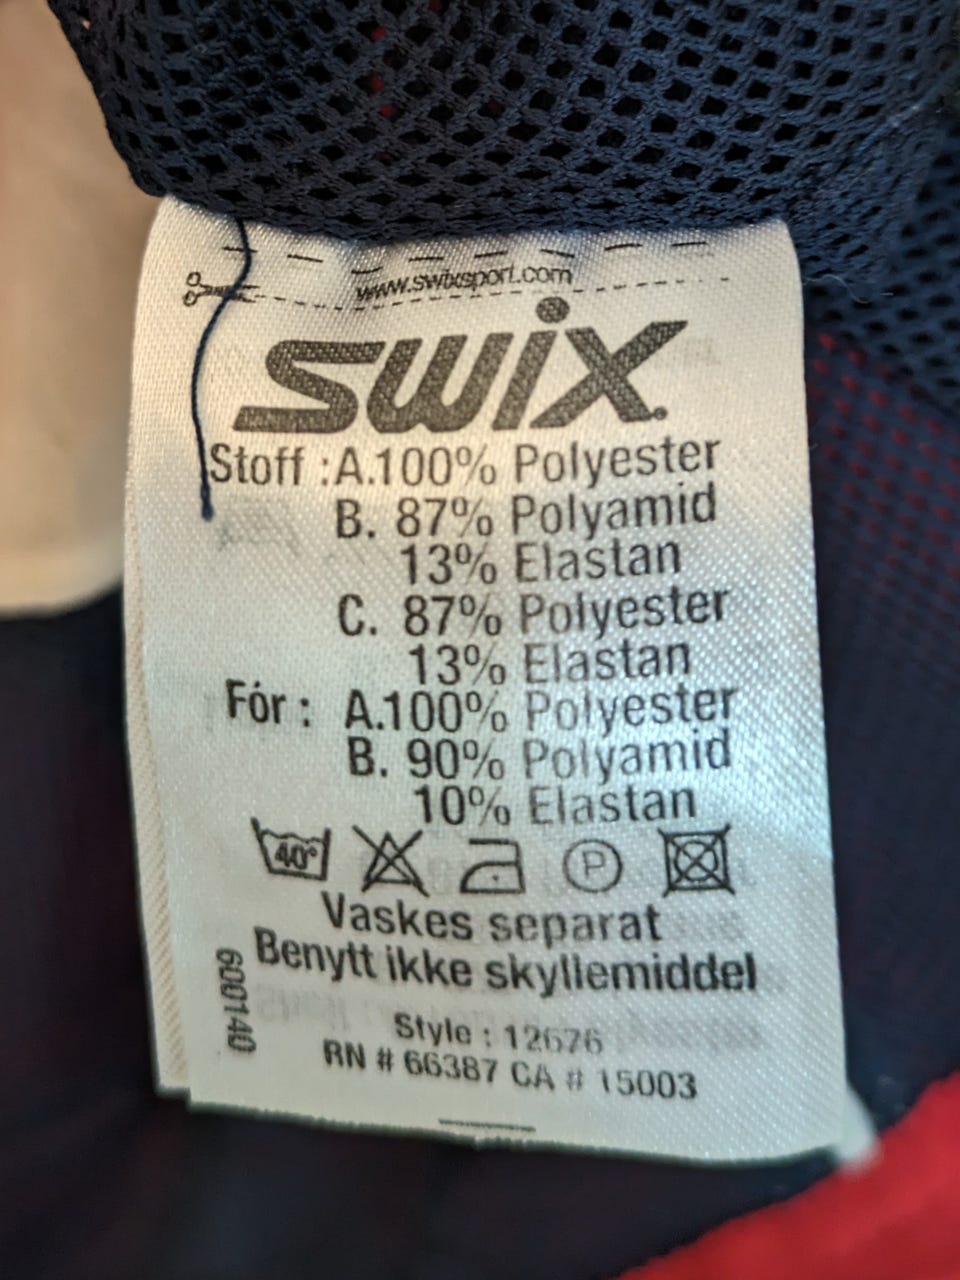 www.swixsport.com
SWiX.
Stoff : A.100% Polyester
B. 87% Polyamid
13% Elastan
C. 87% Polyester
13% Elastan
Fór : A.100% Polyester
B. 90% Polyamid
10% Elastan
40° P
Vaskes separat
Benytt ikke skyllemiddel
600140
Style : 12676
RN # 66387 CA # 15003